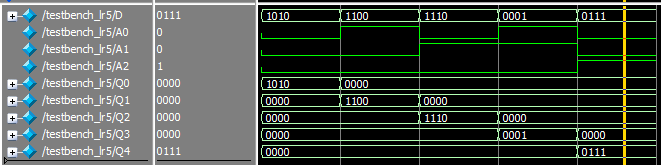 /testbench_lr5/D 0111 1010 1100 1110 0001 0111
/testbench_lr5/A0 0
/testbench_lr5/A1 0
/testbench_lr5/A2 1
/testbench_lr5/Q0 0000 1010 0000
/testbench_lr5/Q1 0000 0000 1100 0000
/testbench_lr5/Q2 0000 0000 1110 0000
/testbench_lr5/Q3 0000 0000 0001 0000
/testbench_lr5/Q4 0111 0000 0111